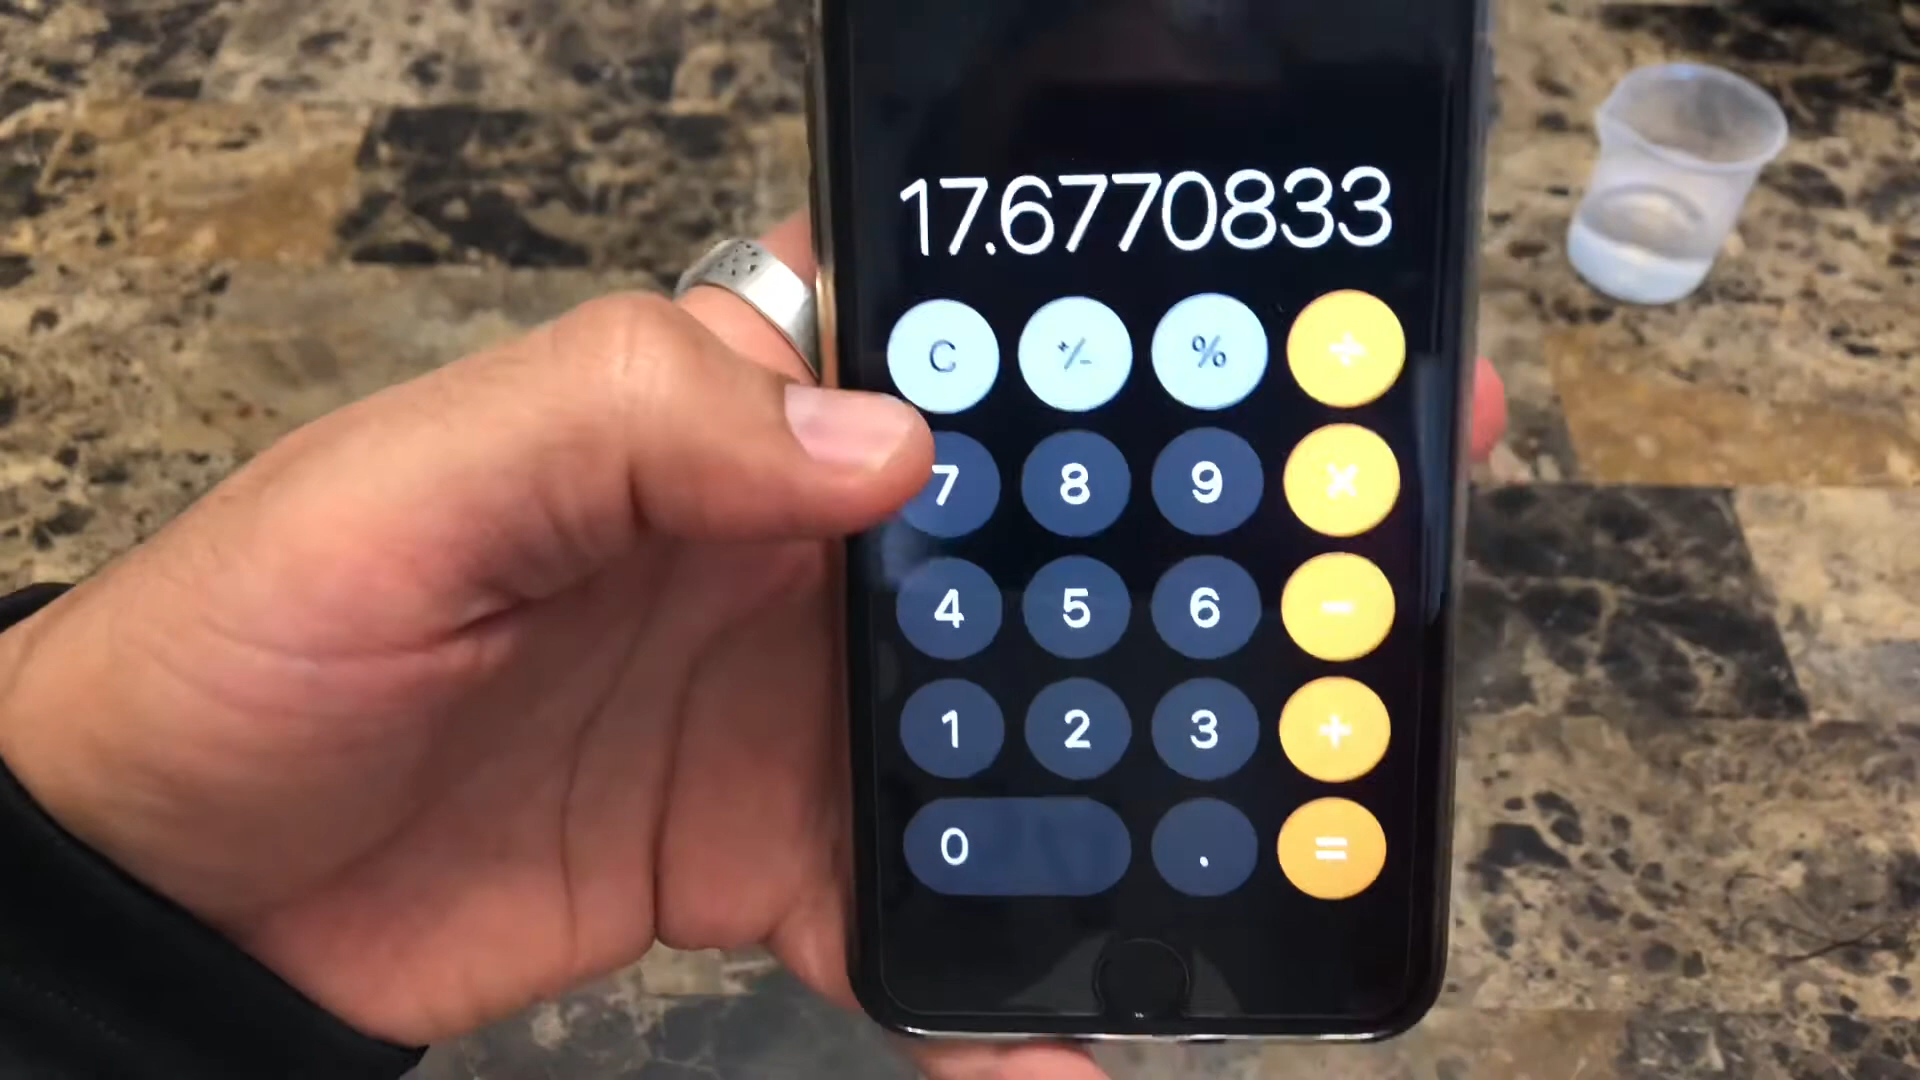 17.6770833
C +/- % ÷
7 8 9 ×
4 5 6 −
1 2 3 +
0 . =